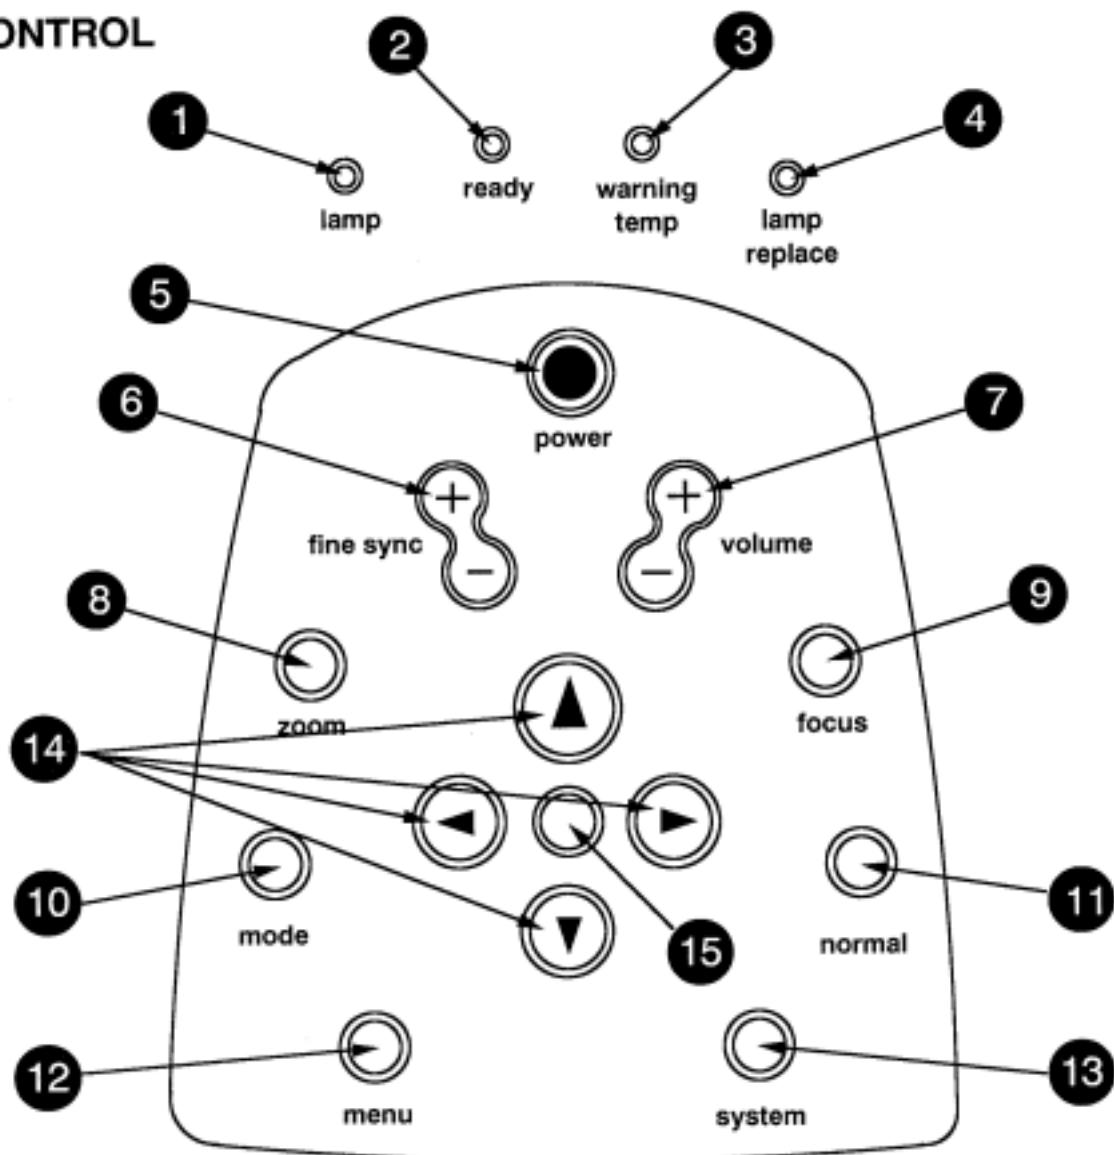 ONTROL
2
3
1
4
ready
warning
temp
lamp
lamp
replace
5
power
6
7
+
+
fine sync
volume
−
−
8
9
zoom
focus
14
10
11
mode
normal
15
12
13
menu
system